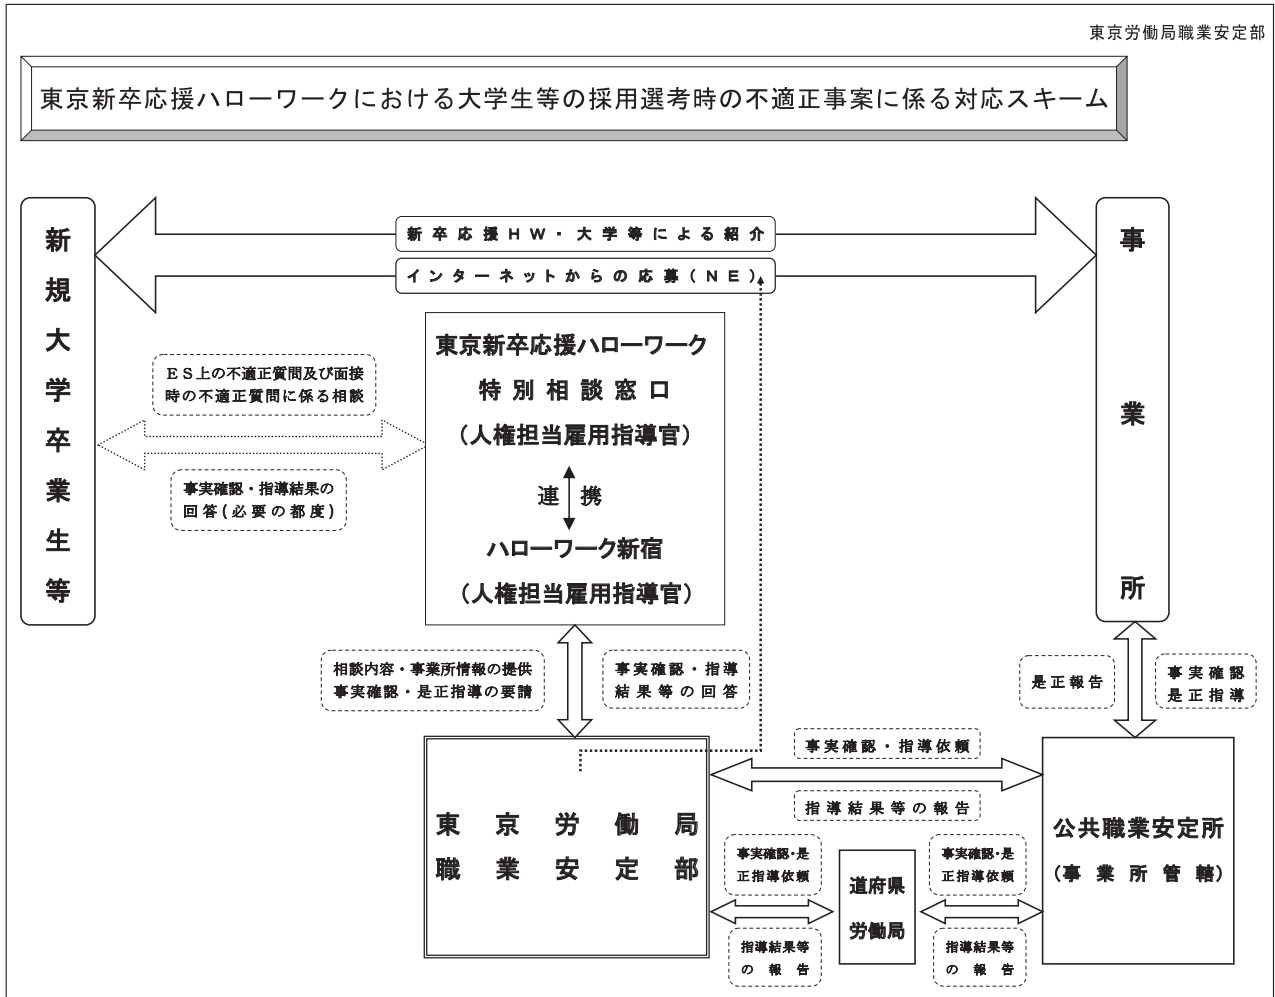 東京労働局職業安定部
東京新卒応援ハローワークにおける大学生等の採用選考時の不適正事案に係る対応スキーム
新規大学卒業生等
新卒応援HW・大学等による紹介
インターネットからの応募(NE)
事業所
東京新卒応援ハローワーク
特別相談窓口
(人権担当雇用指導官)
連携
ハローワーク新宿
(人権担当雇用指導官)
ES上の不適正質問及び面接
時の不適正質問に係る相談
事実確認・指導結果の
回答(必要の都度)
相談内容・事業所情報の提供
事実確認・是正指導の要請
事実確認・指導
結果等の回答
是正報告
事実確認
是正指導
東京労働局
職業安定部
事実確認・指導依頼
指導結果等の報告
公共職業安定所
(事業所管轄)
事実確認・是
正指導依頼
指導結果等
の報告
道府県
労働局
事実確認・是
正指導依頼
指導結果等
の報告